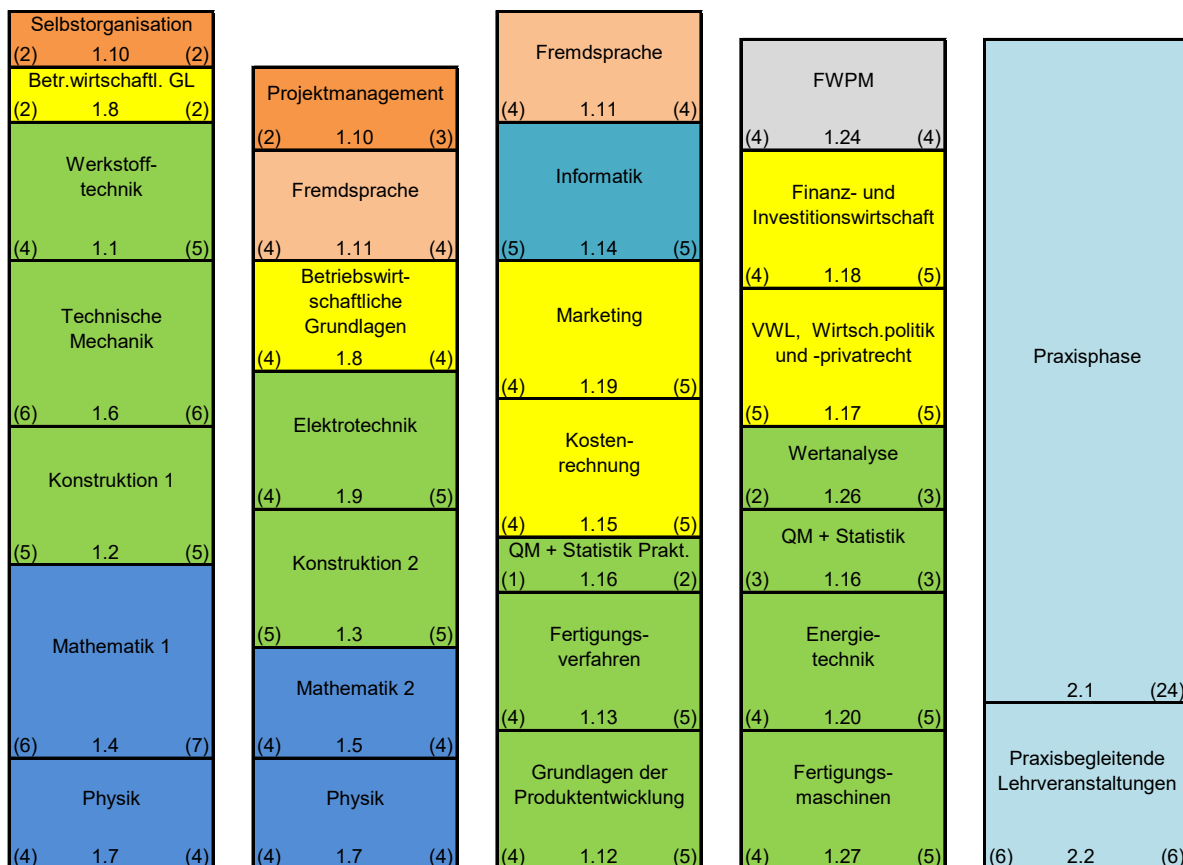 Selbstorganisation
(2) 1.10 (2)
Betr.wirtschaftl. GL
(2) 1.8 (2)
Werkstoff-
technik
(4) 1.1 (5)
Technische
Mechanik
(6) 1.6 (6)
Konstruktion 1
(5) 1.2 (5)
Mathematik 1
(6) 1.4 (7)
Physik
(4) 1.7 (4)
Projektmanagement
(2) 1.10 (3)
Fremdsprache
(4) 1.11 (4)
Betriebswirt-
schaftliche
Grundlagen
(4) 1.8 (4)
Elektrotechnik
(4) 1.9 (5)
Konstruktion 2
(5) 1.3 (5)
Mathematik 2
(4) 1.5 (4)
Physik
(4) 1.7 (4)
Fremdsprache
(4) 1.11 (4)
Informatik
(5) 1.14 (5)
Marketing
(4) 1.19 (5)
Kosten-
rechnung
(4) 1.15 (5)
QM + Statistik Prakt.
(1) 1.16 (2)
Fertigungs-
verfahren
(4) 1.13 (5)
Grundlagen der
Produktentwicklung
(4) 1.12 (5)
FWPM
(4) 1.24 (4)
Finanz- und
Investitionswirtschaft
(4) 1.18 (5)
VWL, Wirtsch.politik
und -privatrecht
(5) 1.17 (5)
Wertanalyse
(2) 1.26 (3)
QM + Statistik
(3) 1.16 (3)
Energie-
technik
(4) 1.20 (5)
Fertigungs-
maschinen
(4) 1.27 (5)
Praxisphase
2.1 (24)
Praxisbegleitende
Lehrveranstaltungen
(6) 2.2 (6)